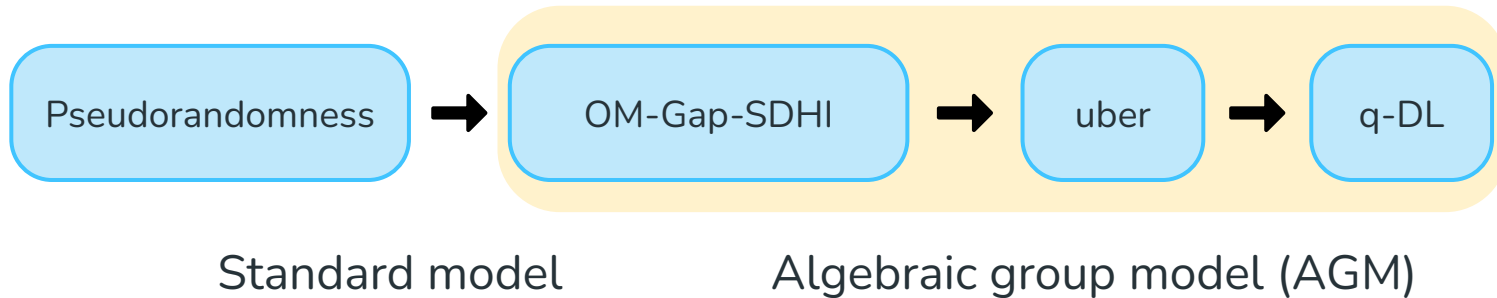 Pseudorandomness
OM-Gap-SDHI
uber
q-DL
Standard model
Algebraic group model (AGM)